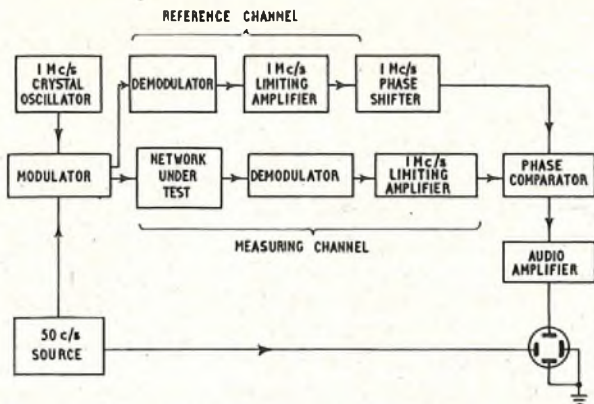 REFERENCE CHANNEL
1 Mc/s
CRYSTAL
OSCILLATOR
DEMODULATOR
1 Mc/s
LIMITING
AMPLIFIER
1 Mc/s
PHASE
SHIFTER
MODULATOR
NETWORK
UNDER
TEST
DEMODULATOR
1 Mc/s
LIMITING
AMPLIFIER
PHASE
COMPARATOR
MEASURING CHANNEL
AUDIO
AMPLIFIER
50 c/s
SOURCE